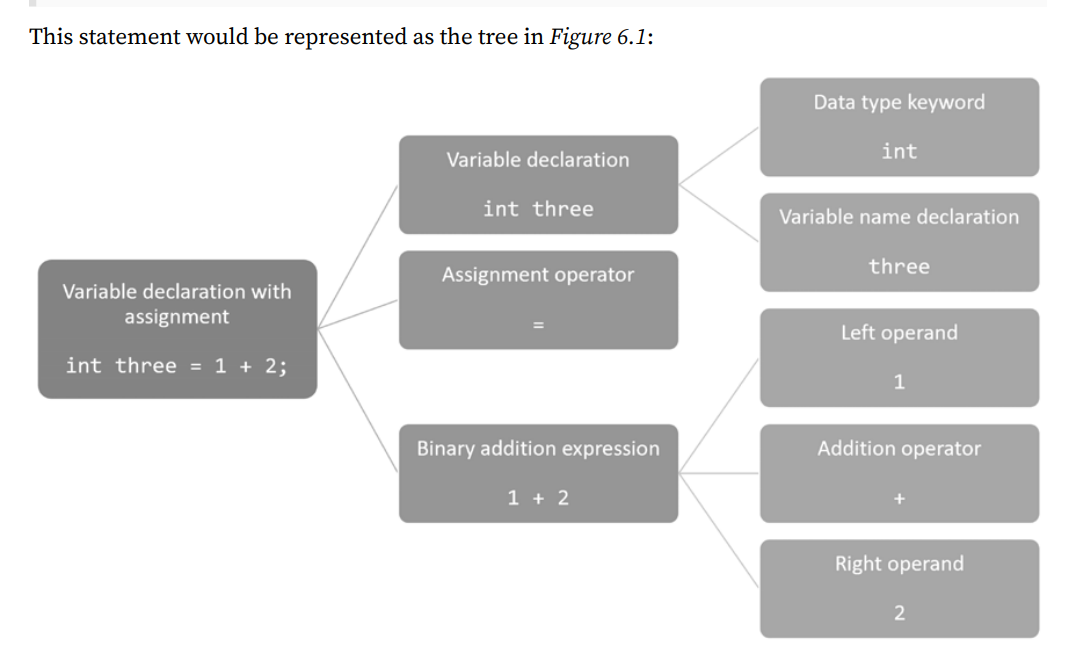 This statement would be represented as the tree in Figure 6.1:
Variable declaration with
assignment
int three = 1 + 2;
Variable declaration
int three
Assignment operator
=
Binary addition expression
1 + 2
Data type keyword
int
Variable name declaration
three
Left operand
1
Addition operator
+
Right operand
2